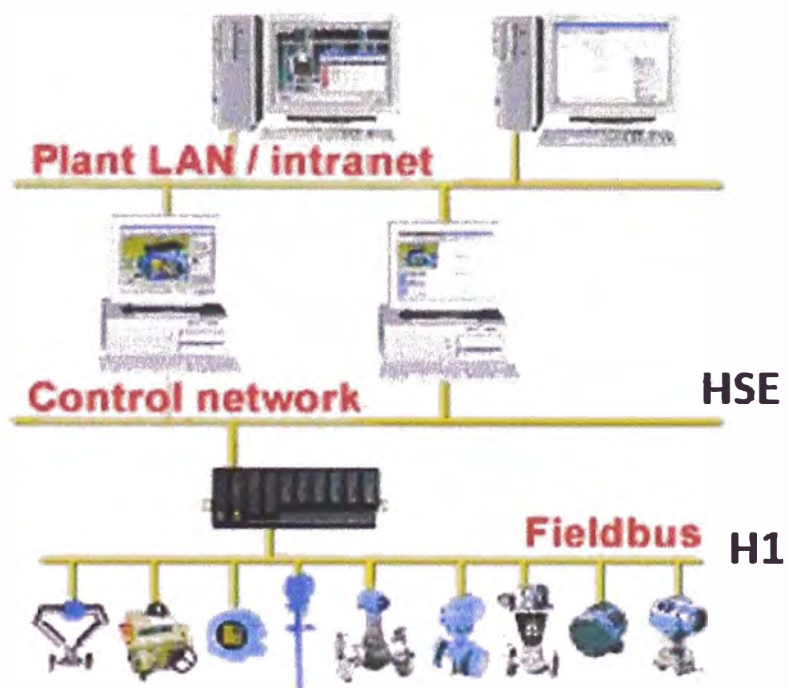 Plant LAN / intranet
HSE
Control network
Fieldbus
H1